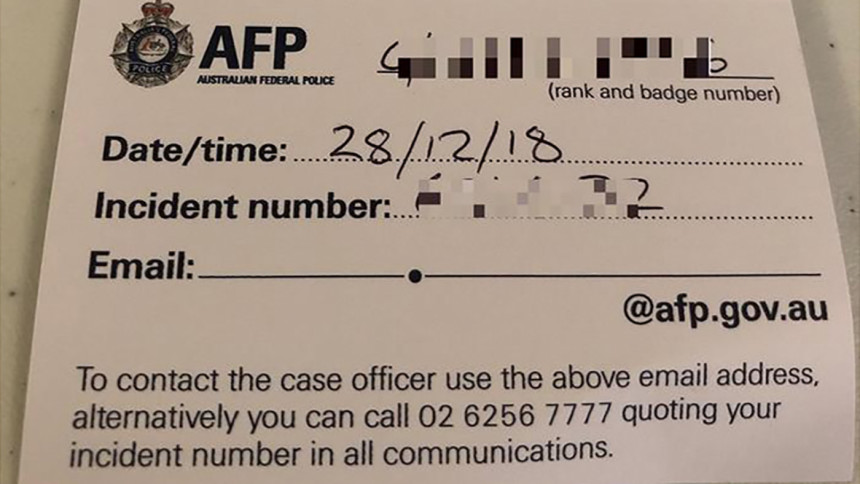 AFP
AUSTRALIAN FEDERAL POLICE
(rank and badge number)
Date/time: 28/12/18
Incident number:
Email:
@afp.gov.au
To contact the case officer use the above email address,
alternatively you can call 02 6256 7777 quoting your
incident number in all communications.